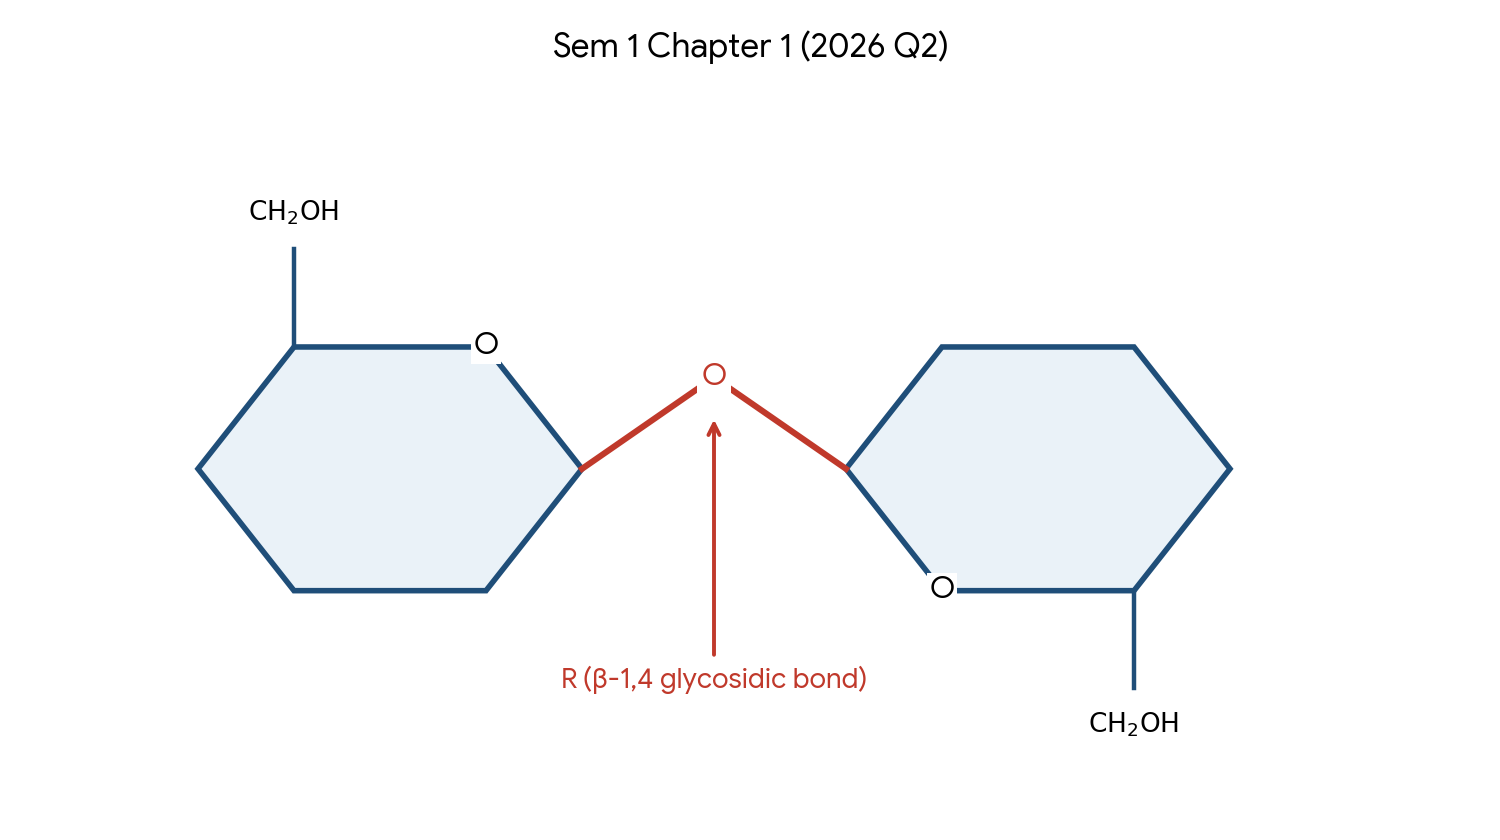 Sem 1 Chapter 1 (2026 Q2)
CH₂OH
O
O
O
R (β-1,4 glycosidic bond)
CH₂OH